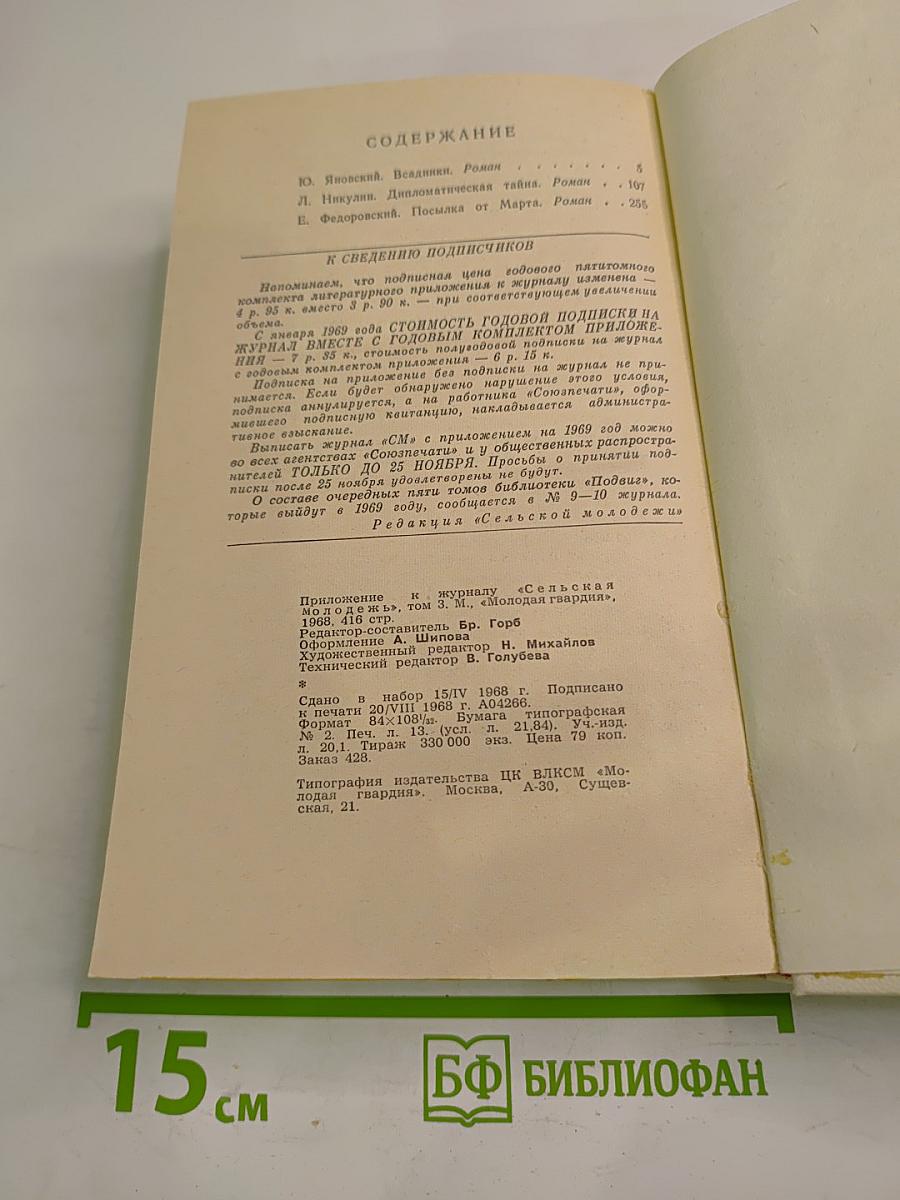 СОДЕРЖАНИЕ
Ю. Яновский. Всадники. Роман . . . . . . . 5
Л. Никулин. Дипломатическая тайна. Роман . . 107
Е. Федоровский. Посылка от Марта. Роман . . 255
К СВЕДЕНИЮ ПОДПИСЧИКОВ
Напоминаем, что подписная цена годового пятитомного
комплекта литературного приложения к журналу изменена —
4 р. 95 к. вместо 3 р. 90 к. — при соответствующем увеличении
объема.
С января 1969 года СТОИМОСТЬ ГОДОВОЙ ПОДПИСКИ НА
ЖУРНАЛ ВМЕСТЕ С ГОДОВЫМ КОМПЛЕКТОМ ПРИЛОЖЕ-
НИЯ — 7 р. 35 к., стоимость полугодовой подписки на журнал
с годовым комплектом приложения — 6 р. 15 к.
Подписка на приложение без подписки на журнал не при-
нимается. Если будет обнаружено нарушение этого условия,
подписка аннулируется, а на работника «Союзпечати», офор-
мившего подписную квитанцию, накладывается администра-
тивное взыскание.
Выписать журнал «СМ» с приложением на 1969 год можно
во всех агентствах «Союзпечати» и у общественных распростра-
нителей ТОЛЬКО ДО 25 НОЯБРЯ. Просьбы о принятии под-
писки после 25 ноября удовлетворены не будут.
О составе очередных пяти томов библиотеки «Подвиг», ко-
торые выйдут в 1969 году, сообщается в № 9—10 журнала.
Редакция «Сельской молодежи»
Приложение к журналу «Сельская
молодежь», том 3. М., «Молодая гвардия»,
1968, 416 стр.
Редактор-составитель Бр. Горб
Оформление А. Шипова
Художественный редактор Н. Михайлов
Технический редактор В. Голубева
*
Сдано в набор 15/IV 1968 г. Подписано
к печати 20/VIII 1968 г. А04266.
Формат 84×108¹/₃₂. Бумага типографская
№ 2. Печ. л. 13. (усл. л. 21,84). Уч.-изд.
л. 20,1. Тираж 330 000 экз. Цена 79 коп.
Заказ 428.
Типография издательства ЦК ВЛКСМ «Мо-
лодая гвардия». Москва, А-30, Сущев-
ская, 21.
15 см
БФ БИБЛИОФАН